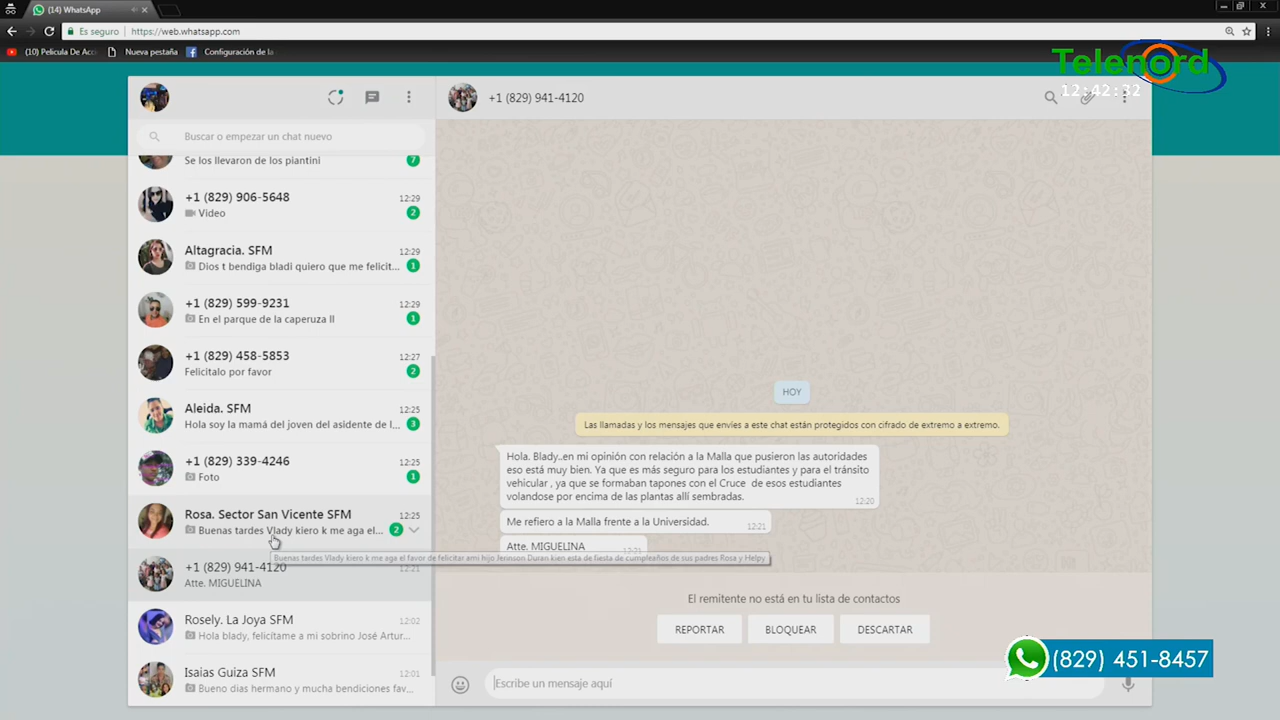 (14) WhatsApp
Es seguro
https://web.whatsapp.com
(10) Pelicula De Acc
Nueva pestaña
Configuración de la
Telenord
12:42:32
+1 (829) 941-4120
Buscar o empezar un chat nuevo
Se los llevaron de los piantini
7
+1 (829) 906-5648
12:29
Video
2
Altagracia. SFM
12:29
Dios t bendiga bladi quiero que me felicit...
1
+1 (829) 599-9231
12:29
En el parque de la caperuza II
1
+1 (829) 458-5853
12:27
Felicitalo por favor
2
Aleida. SFM
12:25
Hola soy la mamá del joven del asidente de l...
3
+1 (829) 339-4246
12:25
Foto
1
Rosa. Sector San Vicente SFM
12:25
Buenas tardes Vlady kiero k me aga el...
2
Buenas tardes Vlady kiero k me aga el favor de felicitar ami hijo Jerinson Duran kien esta de fiesta de cumpleaños de sus padres Rosa y Helpy
+1 (829) 941-4120
12:21
Atte. MIGUELINA
Rosely. La Joya SFM
12:02
Hola blady, felicítame a mi sobrino José Artur...
Isaias Guiza SFM
12:01
Bueno dias hermano y mucha bendiciones fav...
HOY
Las llamadas y los mensajes que envíes a este chat están protegidos con cifrado de extremo a extremo.
Hola. Blady..en mi opinión con relación a la Malla que pusieron las autoridades
eso está muy bien. Ya que es más seguro para los estudiantes y para el tránsito
vehicular , ya que se formaban tapones con el Cruce de esos estudiantes
volandose por encima de las plantas allí sembradas.
12:20
Me refiero a la Malla frente a la Universidad.
12:21
Atte. MIGUELINA
12:21
El remitente no está en tu lista de contactos
REPORTAR
BLOQUEAR
DESCARTAR
Escribe un mensaje aquí
(829) 451-8457